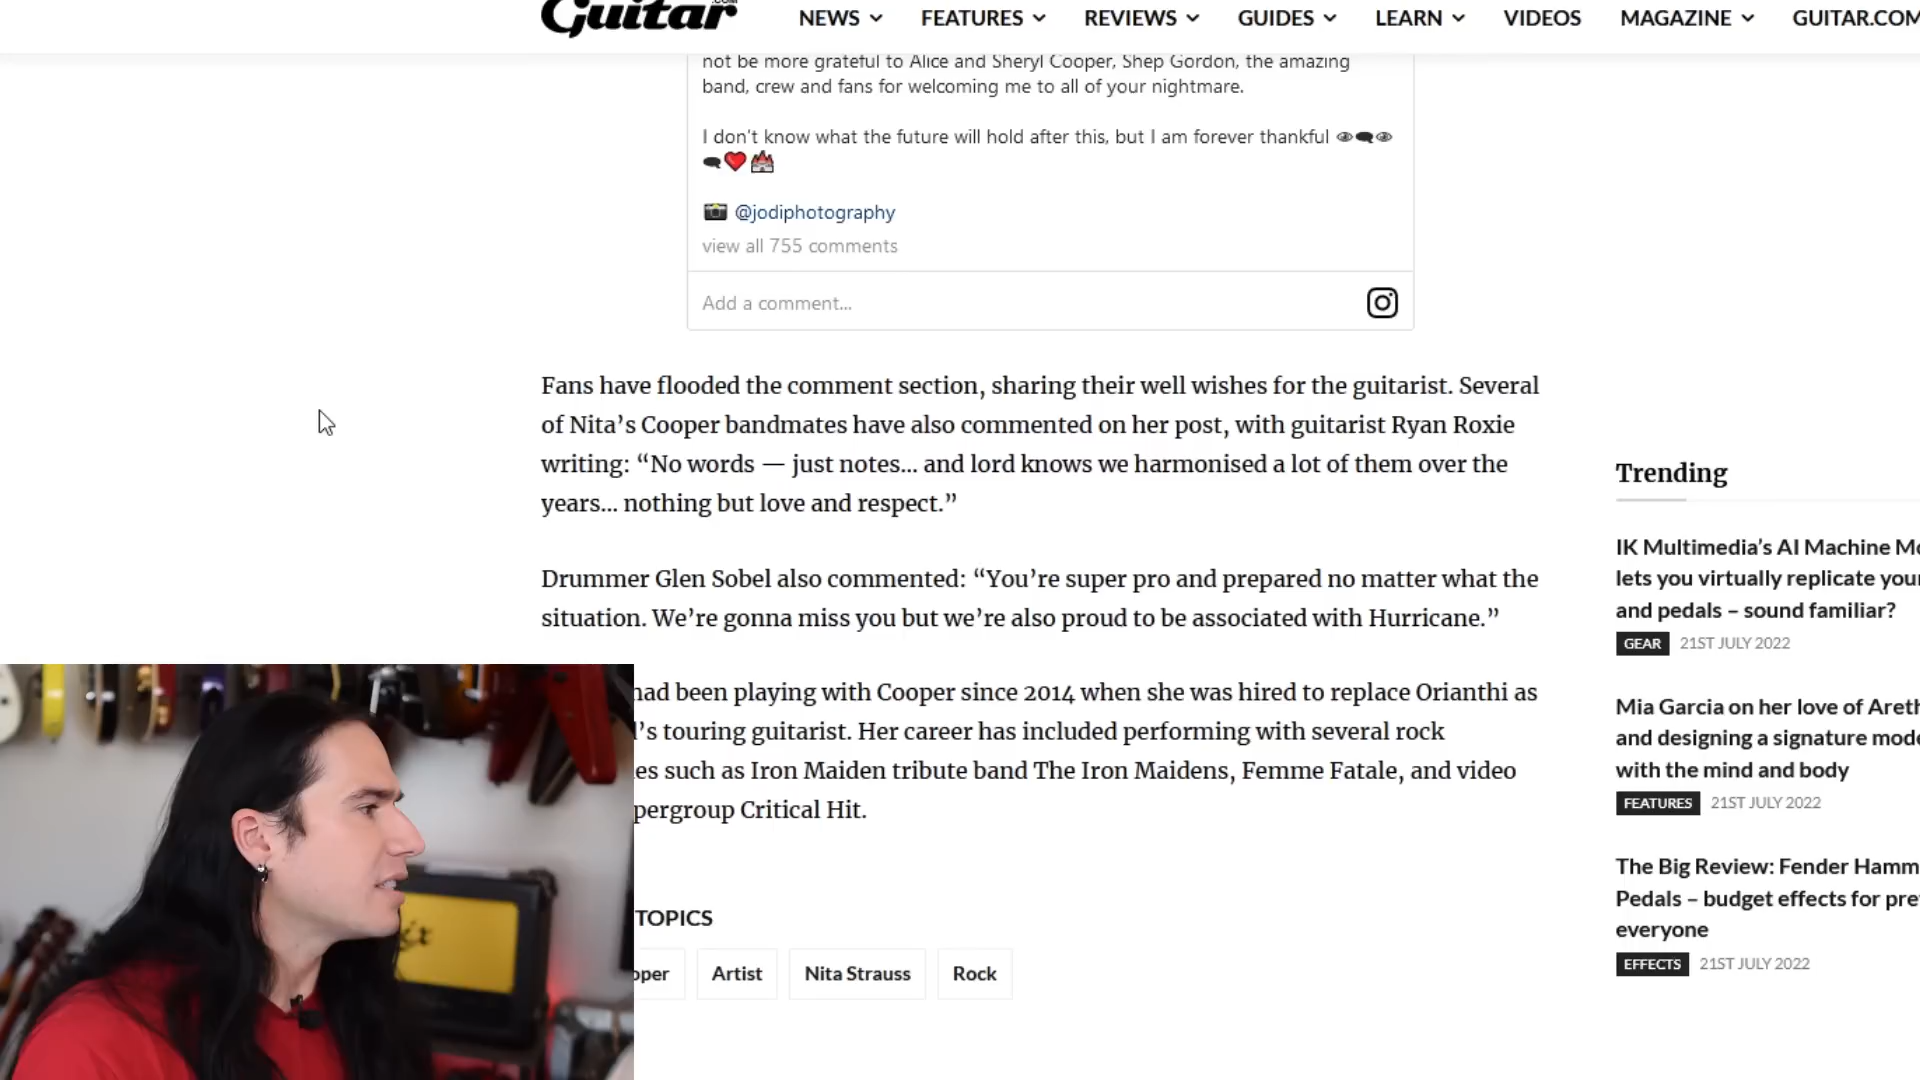 Guitar
NEWS
FEATURES
REVIEWS
GUIDES
LEARN
VIDEOS
MAGAZINE
not be more grateful to Alice and Sheryl Cooper, Shep Gordon, the amazing
band, crew and fans for welcoming me to all of your nightmare.
I don't know what the future will hold after this, but I am forever thankful 👁️‍🗨️👁️‍🗨️❤️🏰
📸 @jodiphotography
view all 755 comments
Add a comment...
Fans have flooded the comment section, sharing their well wishes for the guitarist. Several
of Nita’s Cooper bandmates have also commented on her post, with guitarist Ryan Roxie
writing: “No words — just notes… and lord knows we harmonised a lot of them over the
years… nothing but love and respect.”
Drummer Glen Sobel also commented: “You’re super pro and prepared no matter what the
situation. We’re gonna miss you but we’re also proud to be associated with Hurricane.”
had been playing with Cooper since 2014 when she was hired to replace Orianthi as
’s touring guitarist. Her career has included performing with several rock
such as Iron Maiden tribute band The Iron Maidens, Femme Fatale, and video
pergroup Critical Hit.
TOPICS
Artist
Nita Strauss
Rock
Trending
IK Multimedia’s AI Machine
lets you virtually replicate
and pedals – sound familiar?
GEAR 21ST JULY 2022
Mia Garcia on her love of
and designing a signature
with the mind and body
FEATURES 21ST JULY 2022
The Big Review: Fender
Pedals – budget effects for
everyone
EFFECTS 21ST JULY 2022